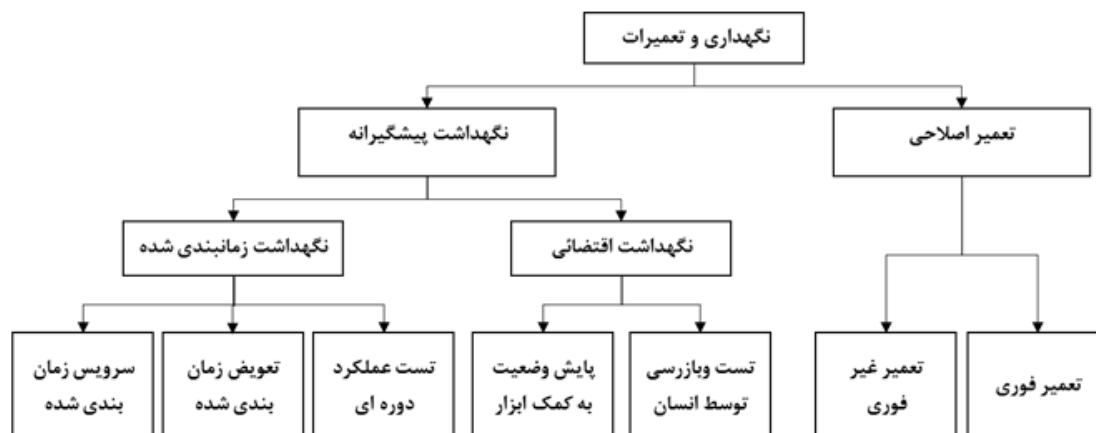 نگهداری و تعمیرات
تعمیر اصلاحی
نگهداشت پیشگیرانه
نگهداشت اقتضائی
نگهداشت زمانبندی شده
تعمیر فوری
تعمیر غیر
فوری
تست وبازرسی
توسط انسان
پایش وضعیت
به کمک ابزار
تست عملکرد
دوره ای
تعویض زمان
بندی شده
سرویس زمان
بندی شده